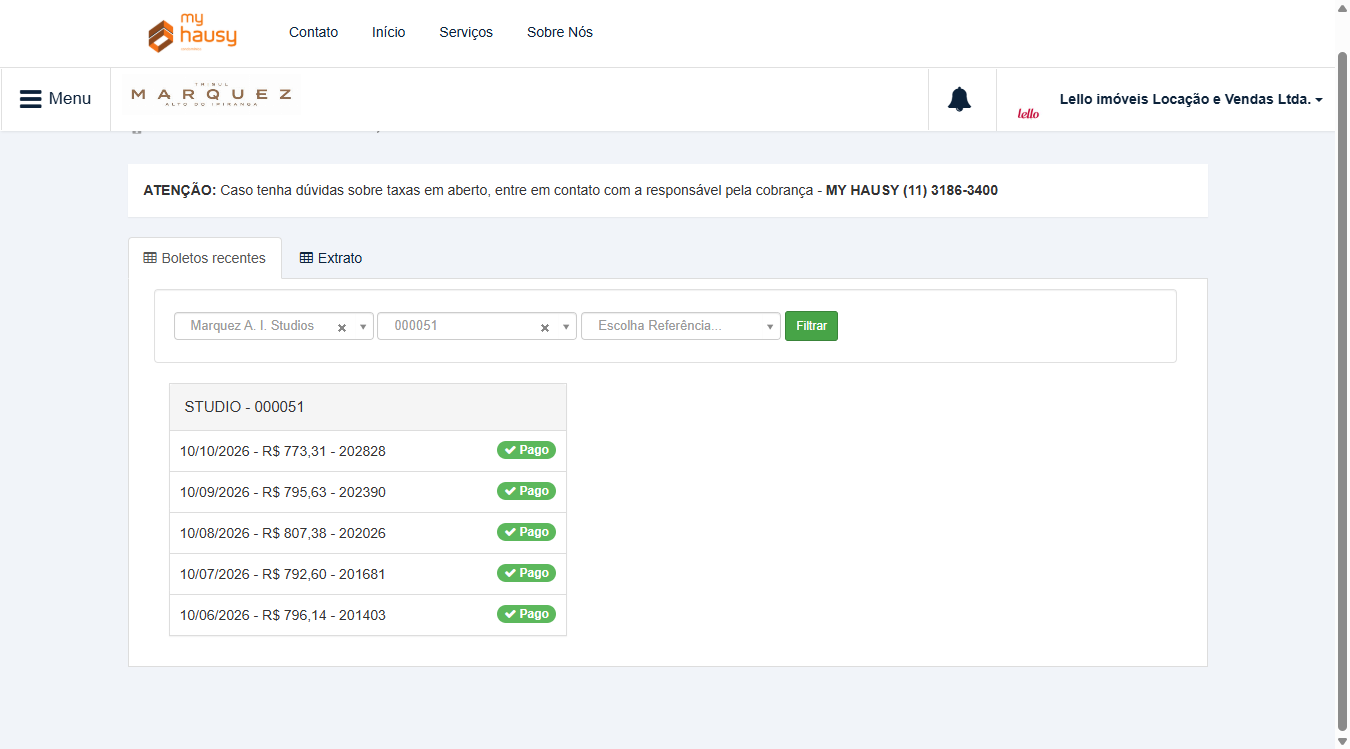 my
hausy
Contato
Início
Serviços
Sobre Nós
Menu
MARQUEZ
ALTO DO IPIRANGA
lello
Lello imóveis Locação e Vendas Ltda.
ATENÇÃO: Caso tenha dúvidas sobre taxas em aberto, entre em contato com a responsável pela cobrança - MY HAUSY (11) 3186-3400
Boletos recentes
Extrato
Marquez A. I. Studios
000051
Escolha Referência...
Filtrar
STUDIO - 000051
10/10/2026 - R$ 773,31 - 202828
Pago
10/09/2026 - R$ 795,63 - 202390
Pago
10/08/2026 - R$ 807,38 - 202026
Pago
10/07/2026 - R$ 792,60 - 201681
Pago
10/06/2026 - R$ 796,14 - 201403
Pago